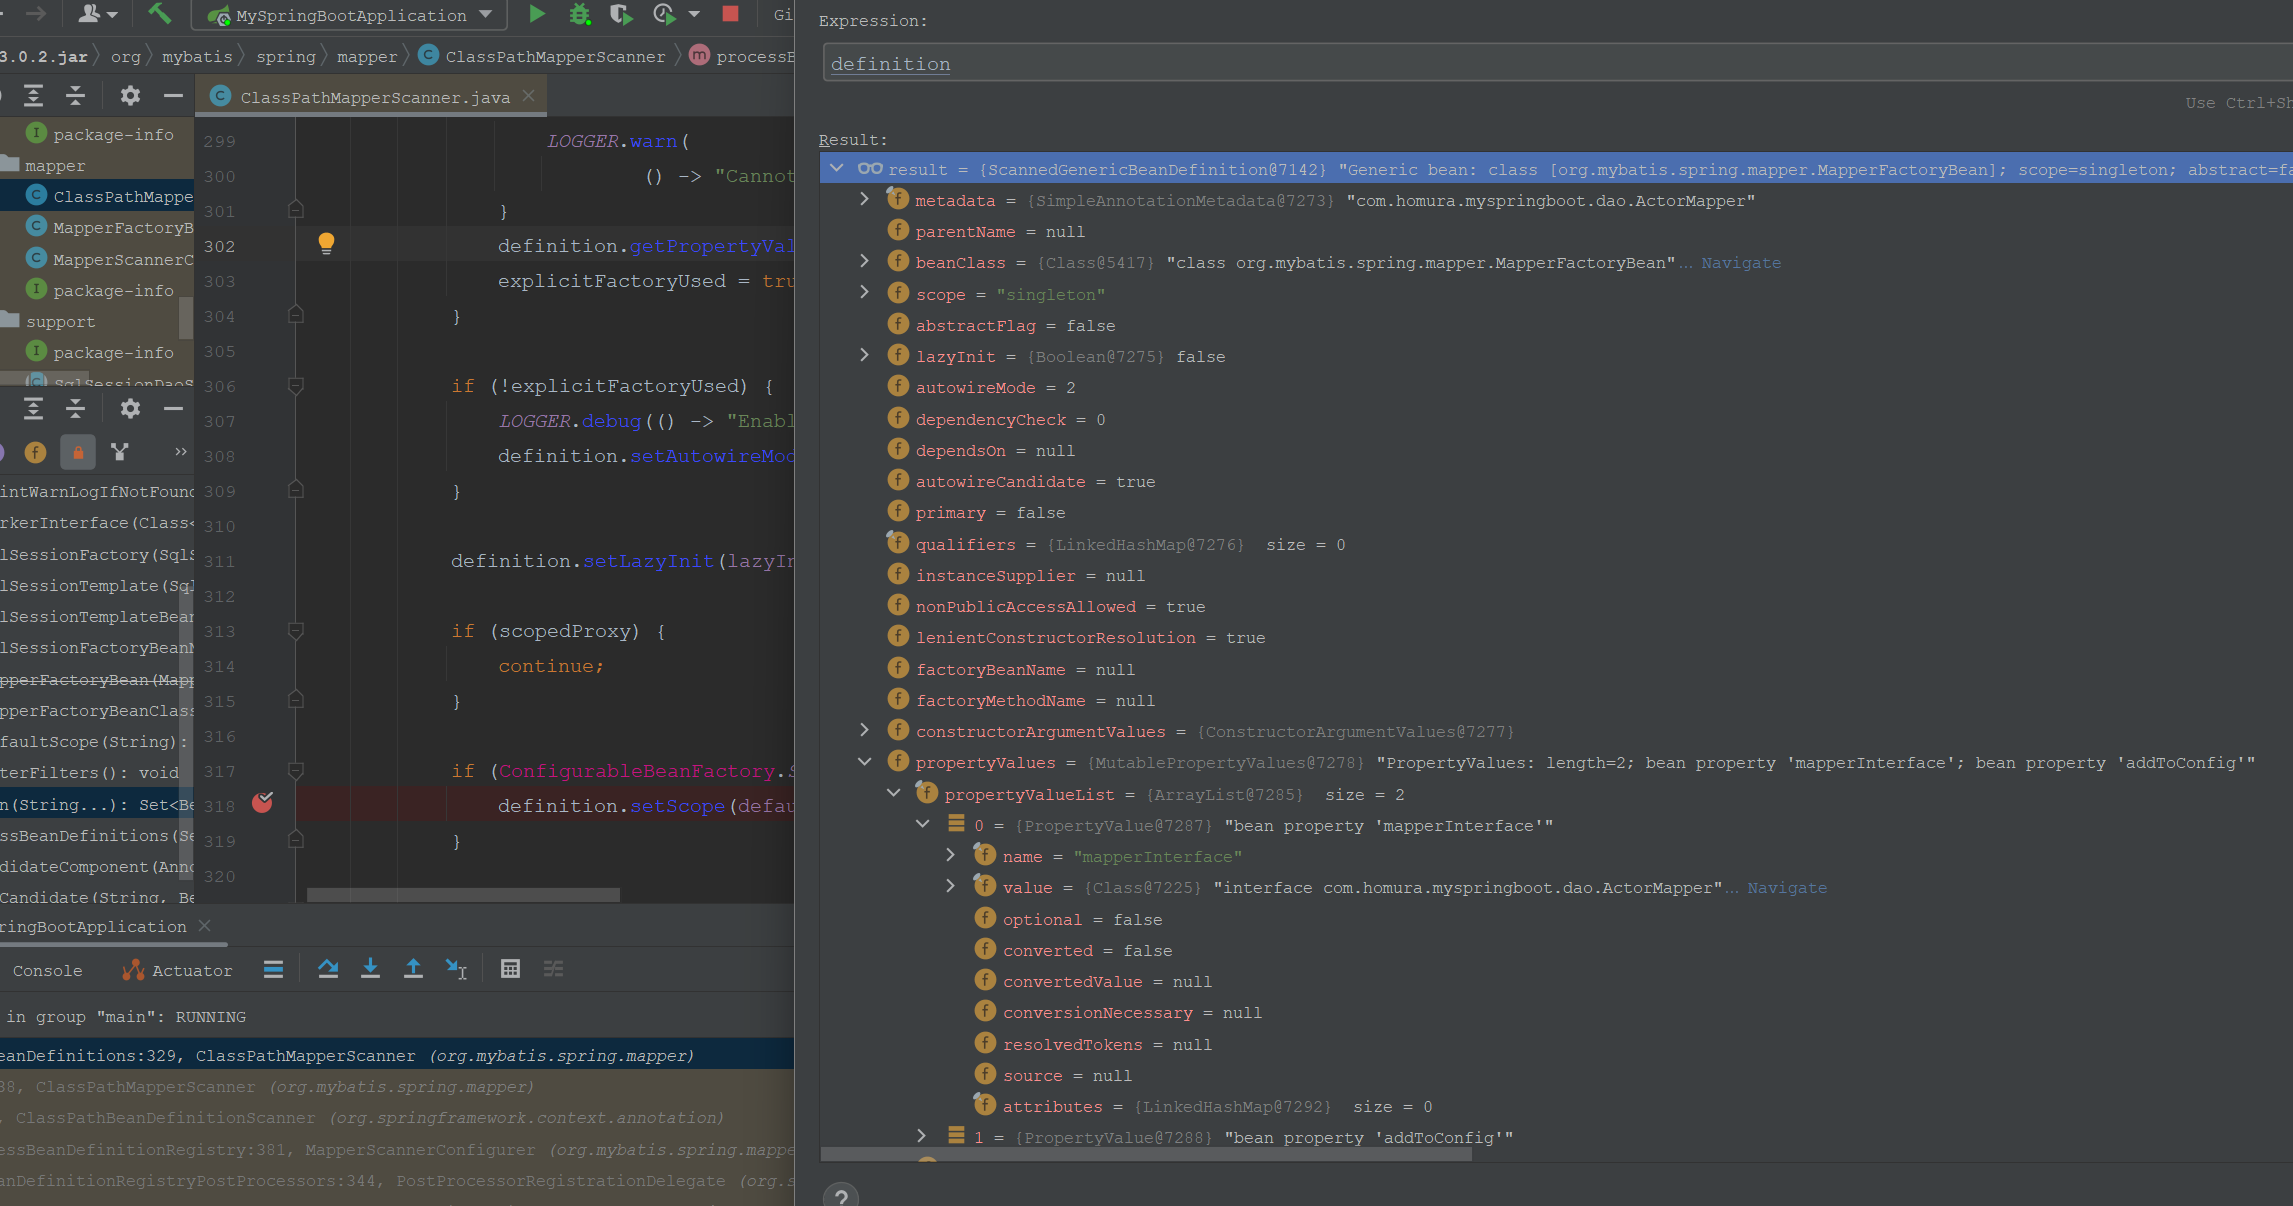 MySpringBootApplication
Gi
3.0.2.jar org mybatis spring mapper ClassPathMapperScanner processB
ClassPathMapperScanner.java
package-info
mapper
ClassPathMappe
MapperFactoryB
MapperScannerC
package-info
support
package-info
SqlSessionDaoS
intWarnLogIfNotFound
rkerInterface(Class<
lSessionFactory(SqlS
lSessionTemplate(Sql
lSessionTemplateBean
lSessionFactoryBeanN
pperFactoryBean(Mapp
pperFactoryBeanClass
faultScope(String):
terFilters(): void
n(String...): Set<Be
ssBeanDefinitions(Se
didateComponent(Anno
Candidate(String, Be
299 LOGGER.warn(
300 () -> "Cannot
301 }
302 definition.getPropertyVal
303 explicitFactoryUsed = tru
304 }
305
306 if (!explicitFactoryUsed) {
307 LOGGER.debug(() -> "Enabl
308 definition.setAutowireMod
309 }
310
311 definition.setLazyInit(lazyIn
312
313 if (scopedProxy) {
314 continue;
315 }
316
317 if (ConfigurableBeanFactory.S
318 definition.setScope(defau
319 }
320
ringBootApplication
Console Actuator
in group "main": RUNNING
eanDefinitions:329, ClassPathMapperScanner (org.mybatis.spring.mapper)
38, ClassPathMapperScanner (org.mybatis.spring.mapper)
, ClassPathBeanDefinitionScanner (org.springframework.context.annotation)
essBeanDefinitionRegistry:381, MapperScannerConfigurer (org.mybatis.spring.mappe
anDefinitionRegistryPostProcessors:344, PostProcessorRegistrationDelegate (org.s
Expression:
definition
Use Ctrl+Sh
Result:
result = {ScannedGenericBeanDefinition@7142} "Generic bean: class [org.mybatis.spring.mapper.MapperFactoryBean]; scope=singleton; abstract=fa
metadata = {SimpleAnnotationMetadata@7273} "com.homura.myspringboot.dao.ActorMapper"
parentName = null
beanClass = {Class@5417} "class org.mybatis.spring.mapper.MapperFactoryBean"... Navigate
scope = "singleton"
abstractFlag = false
lazyInit = {Boolean@7275} false
autowireMode = 2
dependencyCheck = 0
dependsOn = null
autowireCandidate = true
primary = false
qualifiers = {LinkedHashMap@7276} size = 0
instanceSupplier = null
nonPublicAccessAllowed = true
lenientConstructorResolution = true
factoryBeanName = null
factoryMethodName = null
constructorArgumentValues = {ConstructorArgumentValues@7277}
propertyValues = {MutablePropertyValues@7278} "PropertyValues: length=2; bean property 'mapperInterface'; bean property 'addToConfig'"
propertyValueList = {ArrayList@7285} size = 2
0 = {PropertyValue@7287} "bean property 'mapperInterface'"
name = "mapperInterface"
value = {Class@7225} "interface com.homura.myspringboot.dao.ActorMapper"... Navigate
optional = false
converted = false
convertedValue = null
conversionNecessary = null
resolvedTokens = null
source = null
attributes = {LinkedHashMap@7292} size = 0
1 = {PropertyValue@7288} "bean property 'addToConfig'"